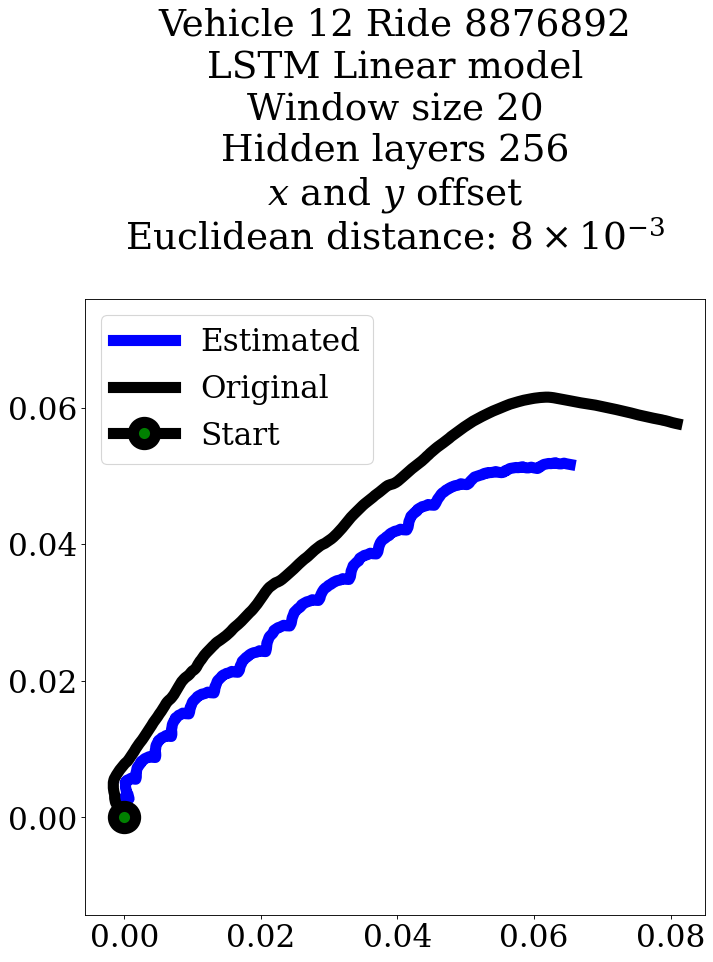 Vehicle 12 Ride 8876892
LSTM Linear model
Window size 20
Hidden layers 256
x and y offset
Euclidean distance: 8 × 10⁻³
Estimated
Original
Start
0.06
0.04
0.02
0.00
0.00 0.02 0.04 0.06 0.08